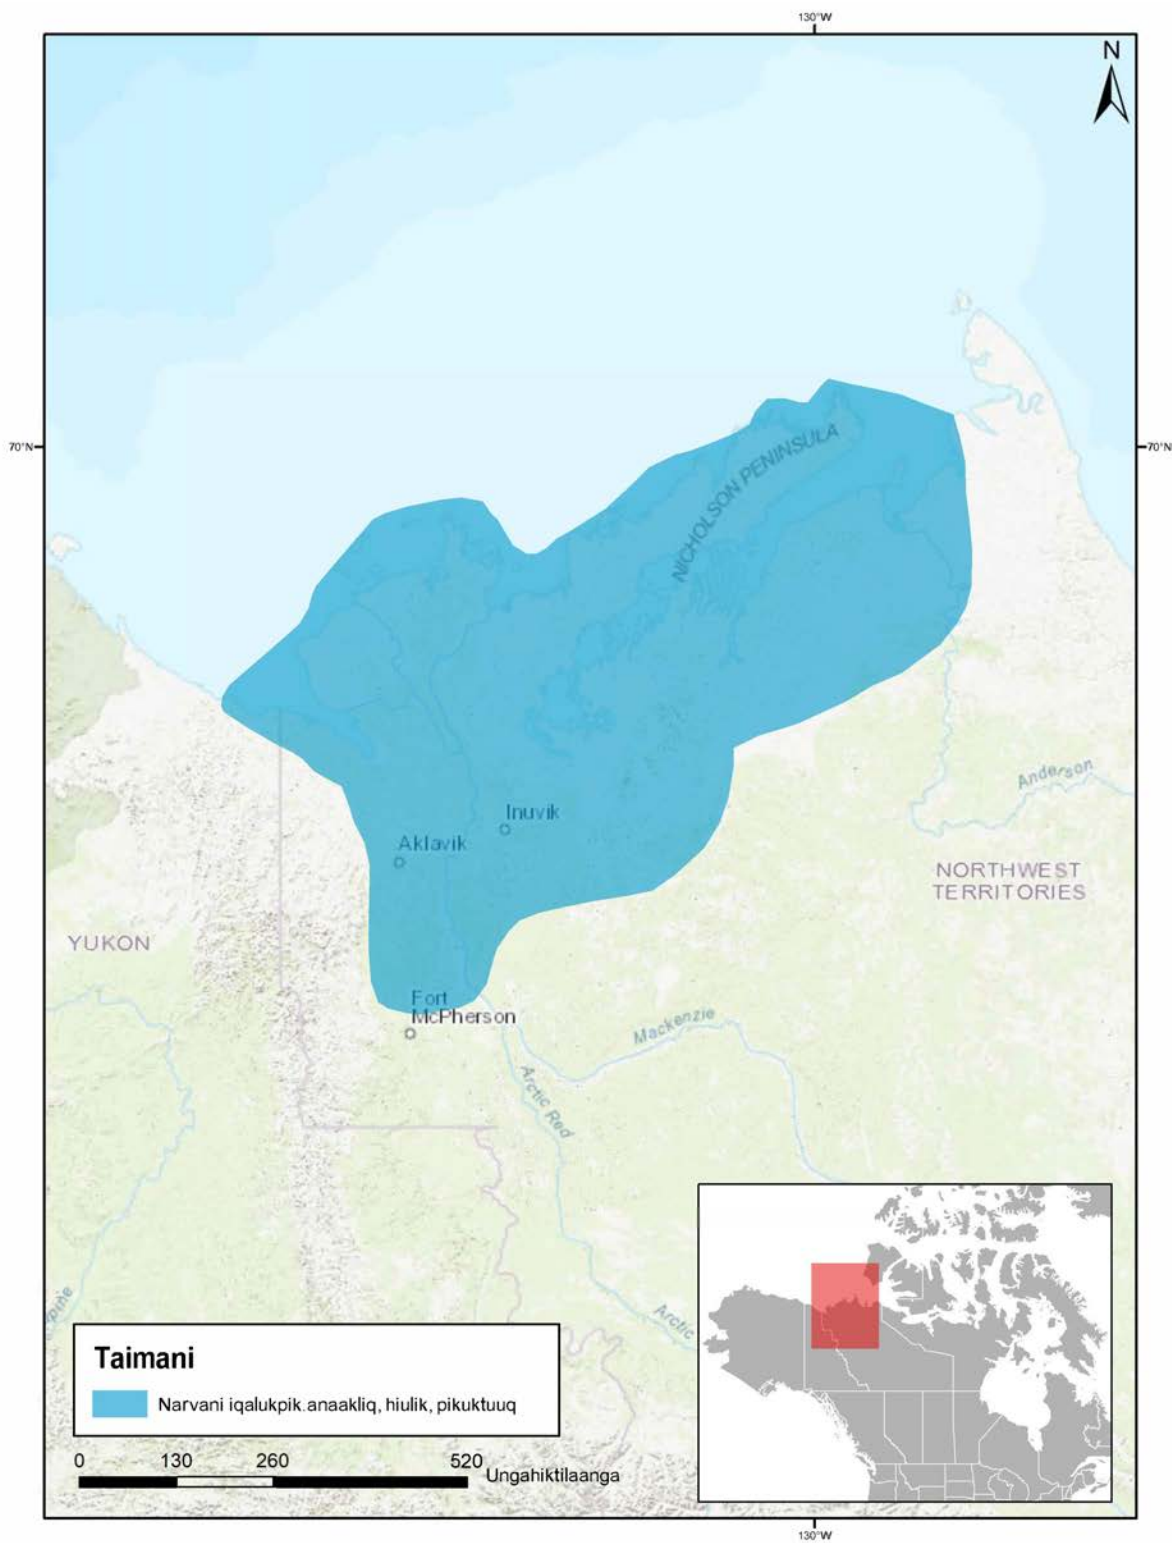 130°W
N
70°N
70°N
NICHOLSON PENINSULA
Anderson
Inuvik
Aklavik
NORTHWEST
TERRITORIES
YUKON
Fort
McPherson
Mackenzie
Arctic Red
Arctic
Taimani
Narvani iqalukpik.anaakliq, hiulik, pikuktuuq
0 130 260 520
Ungahiktilaanga
130°W